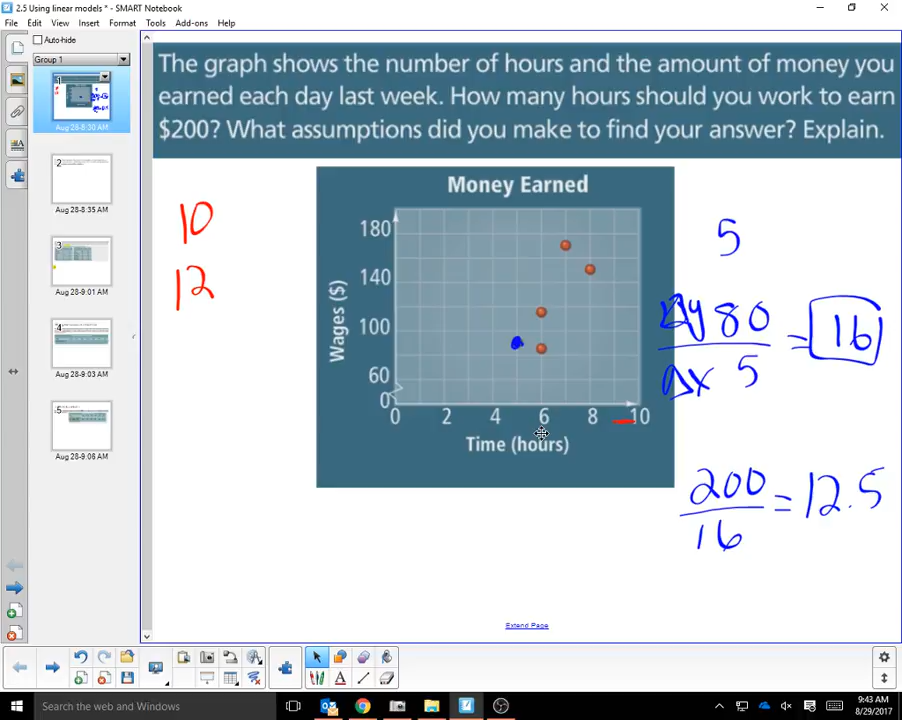 2.5 Using linear models * - SMART Notebook
File Edit View Insert Format Tools Add-ons Help
Auto-hide
Group 1
1
Aug 28-8:30 AM
2
Aug 28-8:35 AM
3
Aug 28-9:01 AM
4
Aug 28-9:03 AM
5
Aug 28-9:06 AM
The graph shows the number of hours and the amount of money you
earned each day last week. How many hours should you work to earn
$200? What assumptions did you make to find your answer? Explain.
10
12
Money Earned
Wages ($)
180
140
100
60
0
0 2 4 6 8 10
Time (hours)
5
Δy 80
Δx 5
= 16
200
16
= 12.5
Extend Page
Search the web and Windows
9:43 AM
8/29/2017